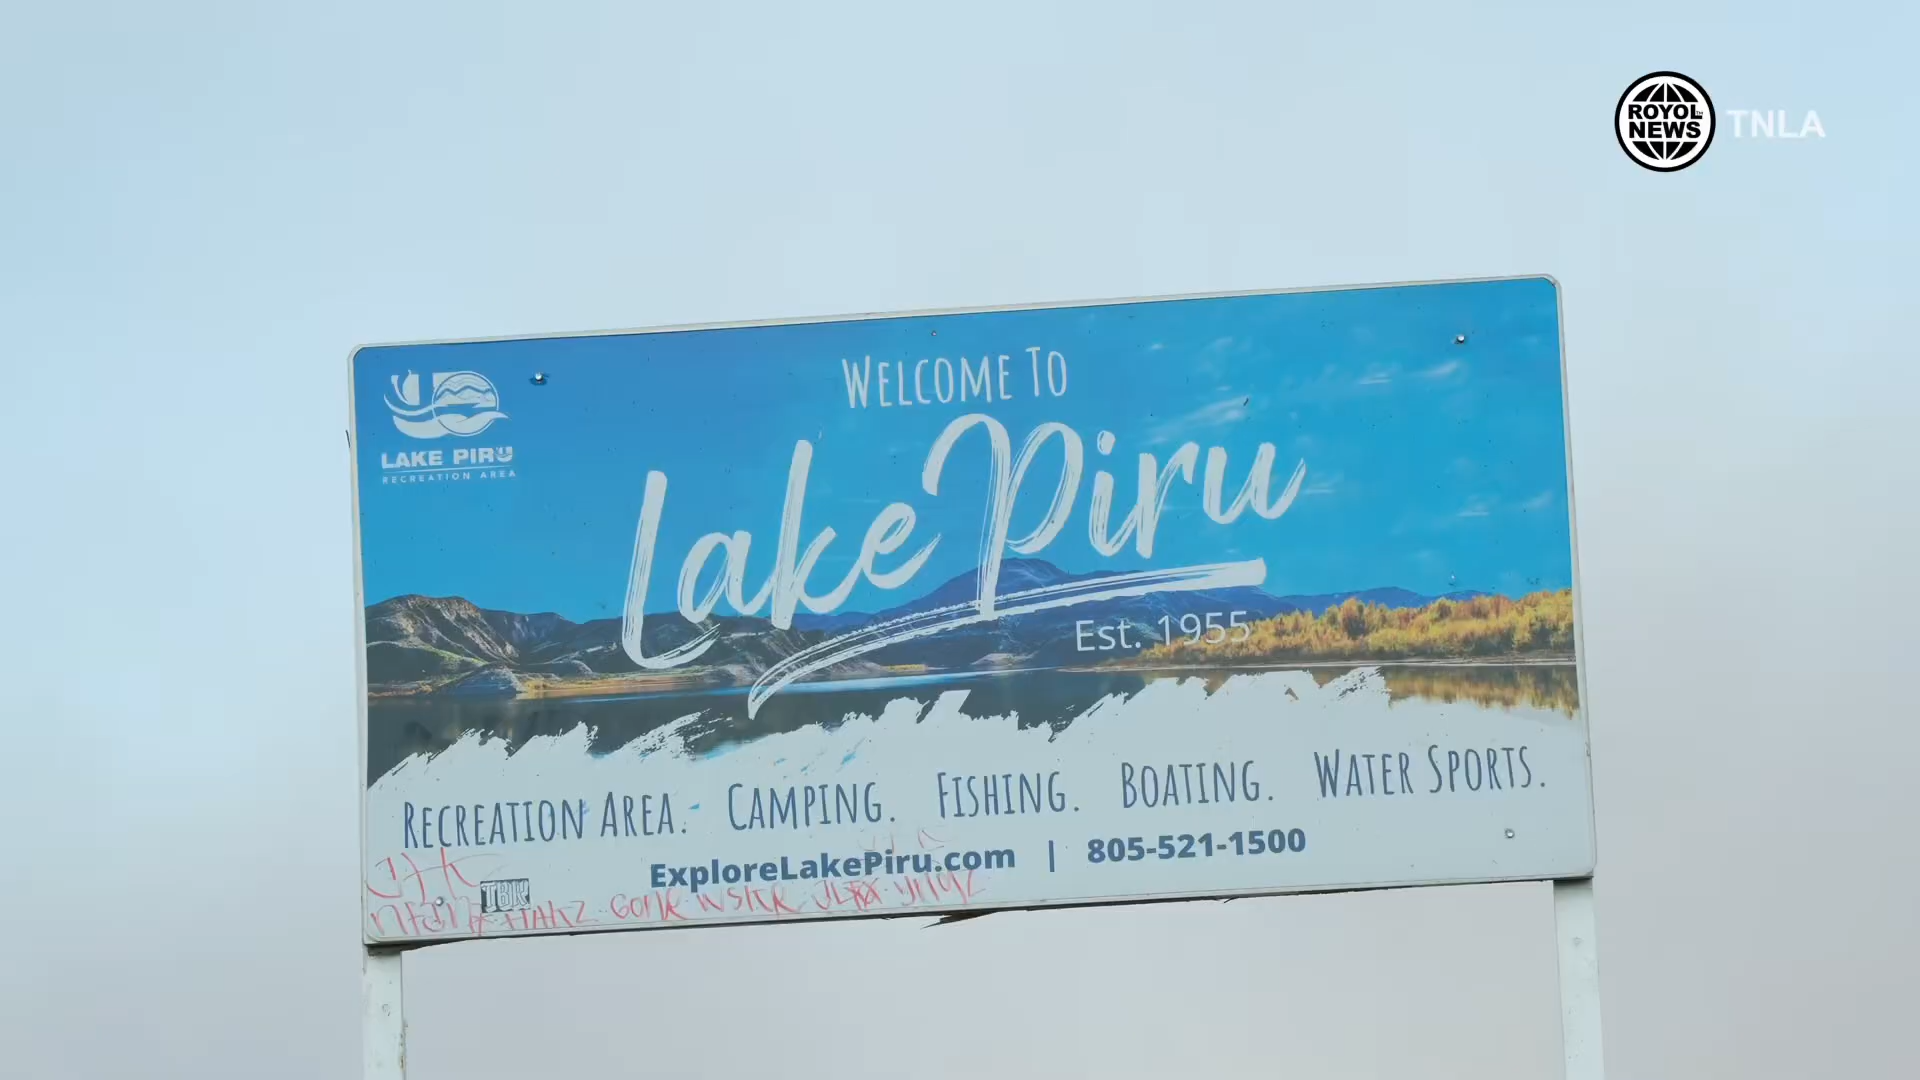 ROYOL
NEWS
TNLA
WELCOME TO
Lake Piru
Est. 1955
LAKE PIRU
RECREATION AREA
RECREATION AREA. CAMPING. FISHING. BOATING. WATER SPORTS.
ExploreLakePiru.com | 805-521-1500
TBK